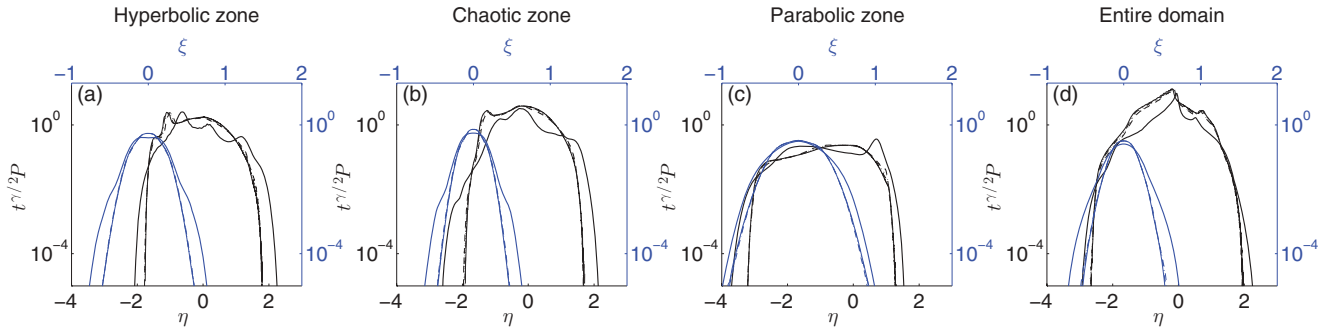 Hyperbolic zone Chaotic zone Parabolic zone Entire domain
ξ ξ ξ ξ
−1 0 1 2 −1 0 1 2 −1 0 1 2 −1 0 1 2
(a) (b) (c) (d)
10^0 10^0 10^0 10^0 10^0 10^0 10^0 10^0
t^{γ/2}P t^{γ/2}P t^{γ/2}P t^{γ/2}P
10^{−4} 10^{−4} 10^{−4} 10^{−4} 10^{−4} 10^{−4} 10^{−4} 10^{−4}
−4 −2 0 2 −4 −2 0 2 −4 −2 0 2 −4 −2 0 2
η η η η